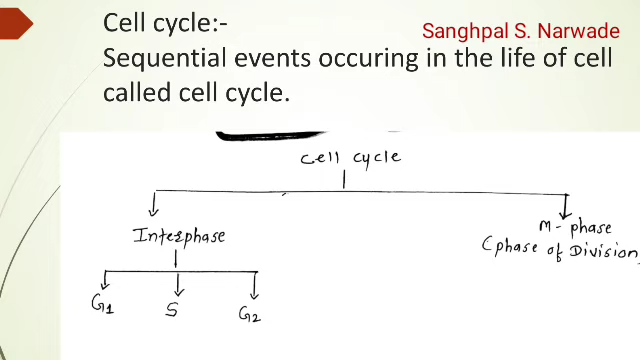 Cell cycle:-
Sanghpal S. Narwade
Sequential events occuring in the life of cell
called cell cycle.
Cell cycle
Interphase
M-phase
(phase of Division
G1
S
G2